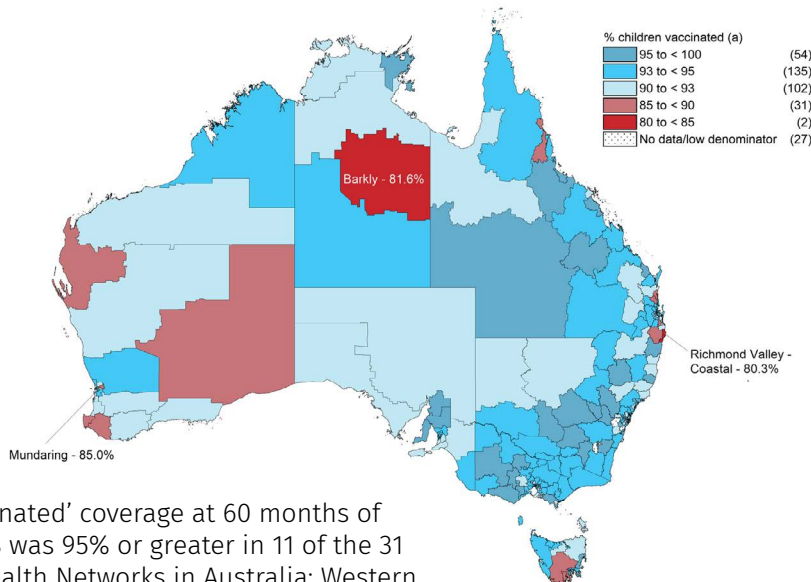 % children vaccinated (a)
95 to < 100 (54)
93 to < 95 (135)
90 to < 93 (102)
85 to < 90 (31)
80 to < 85 (2)
No data/low denominator (27)
Barkly - 81.6%
Richmond Valley -
Coastal - 80.3%
Mundaring - 85.0%
nated’ coverage at 60 months of
was 95% or greater in 11 of the 31
alth Networks in Australia: Western